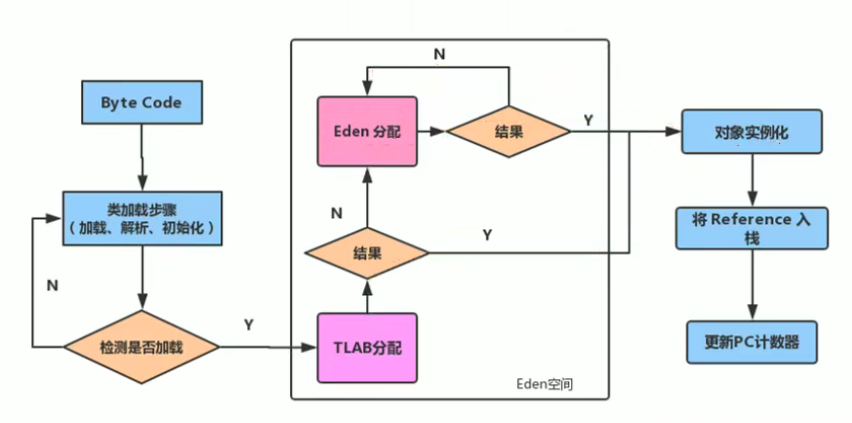 Byte Code
类加载步骤
（加载、解析、初始化）
N
检测是否加载
Y
N
Eden 分配
结果
Y
N
结果
Y
TLAB分配
Eden空间
对象实例化
将 Reference 入
栈
更新PC计数器